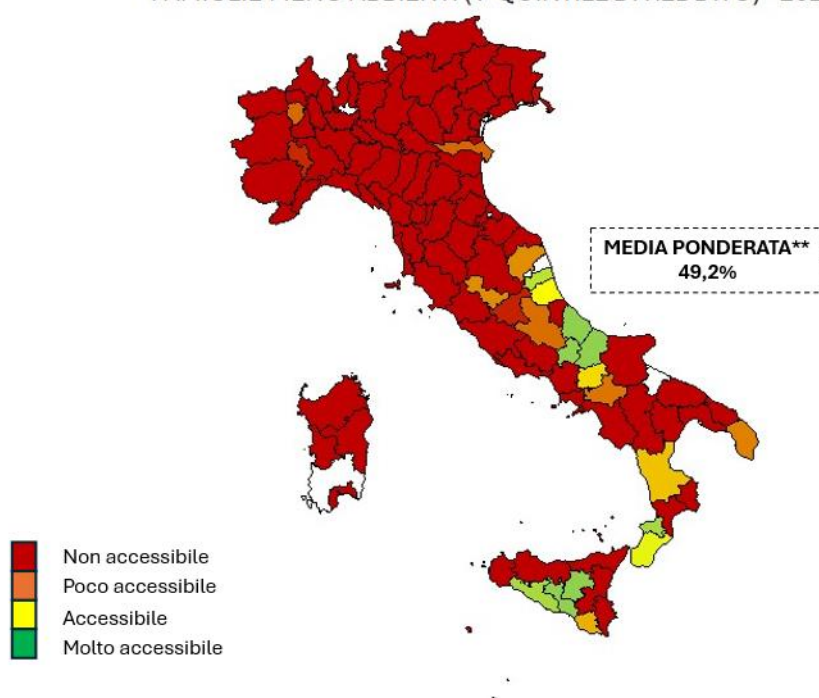 MEDIA PONDERATA**
49,2%
Non accessibile
Poco accessibile
Accessibile
Molto accessibile